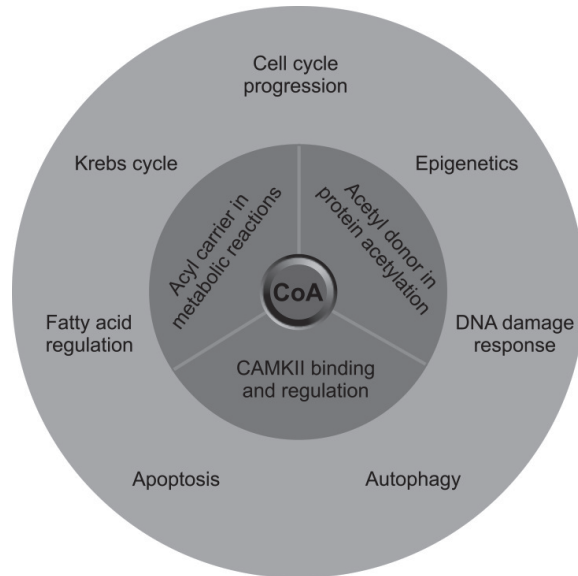 Cell cycle
progression
Krebs cycle
Epigenetics
Acyl carrier in
metabolic reactions
Acetyl donor in
protein acetylation
CoA
Fatty acid
regulation
DNA damage
response
CAMKII binding
and regulation
Apoptosis
Autophagy